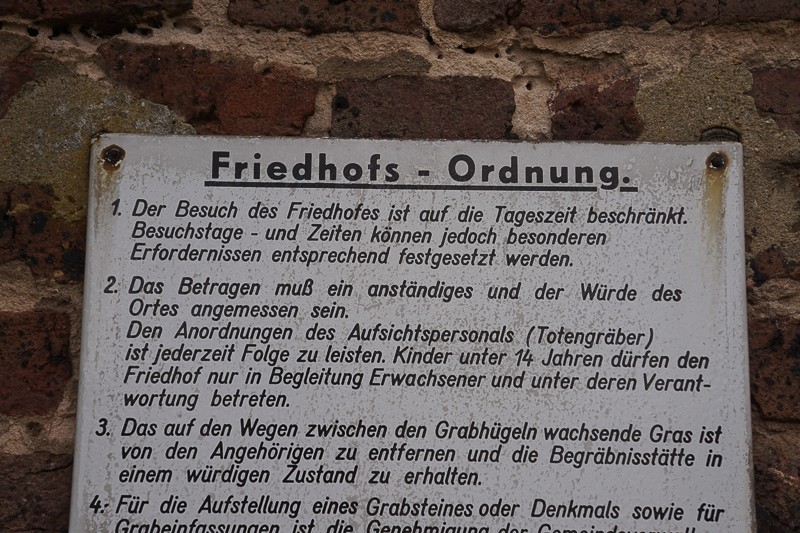 Friedhofs - Ordnung.
1. Der Besuch des Friedhofes ist auf die Tageszeit beschränkt.
Besuchstage - und Zeiten können jedoch besonderen
Erfordernissen entsprechend festgesetzt werden.
2. Das Betragen muß ein anständiges und der Würde des
Ortes angemessen sein.
Den Anordnungen des Aufsichtspersonals (Totengräber)
ist jederzeit Folge zu leisten. Kinder unter 14 Jahren dürfen den
Friedhof nur in Begleitung Erwachsener und unter deren Verant-
wortung betreten.
3. Das auf den Wegen zwischen den Grabhügeln wachsende Gras ist
von den Angehörigen zu entfernen und die Begräbnisstätte in
einem würdigen Zustand zu erhalten.
4.- Für die Aufstellung eines Grabsteines oder Denkmals sowie für
Grabeinfassungen ist die Genehmigung der